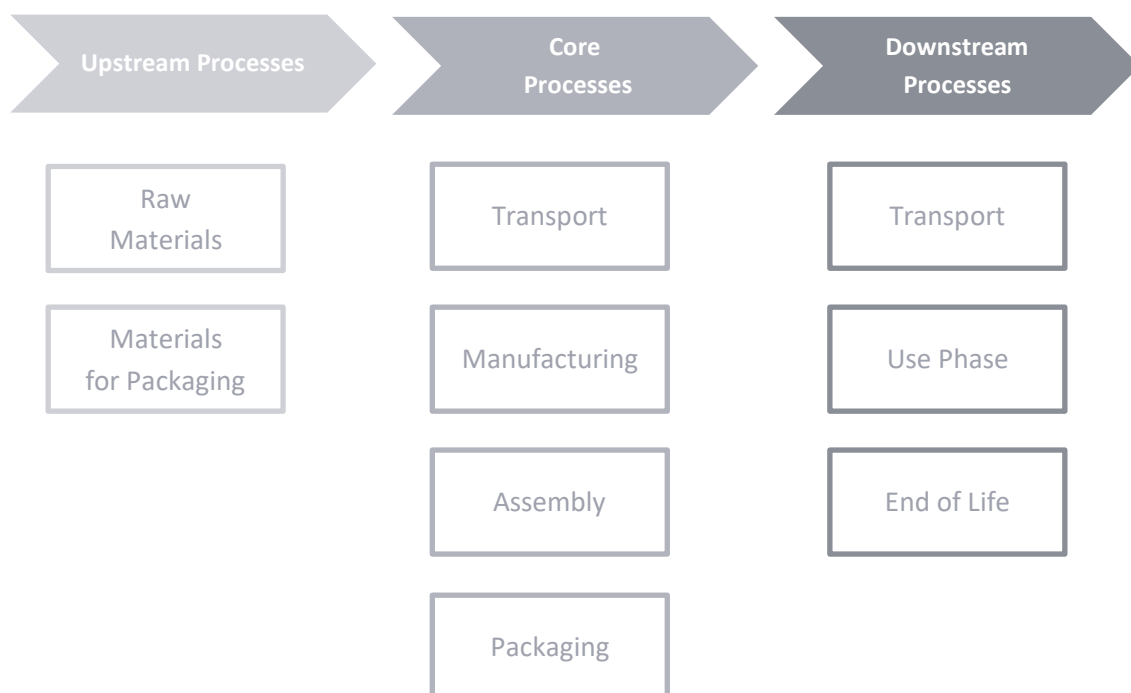 Upstream Processes
Core
Processes
Downstream
Processes
Raw
Materials
Materials
for Packaging
Transport
Manufacturing
Assembly
Packaging
Transport
Use Phase
End of Life